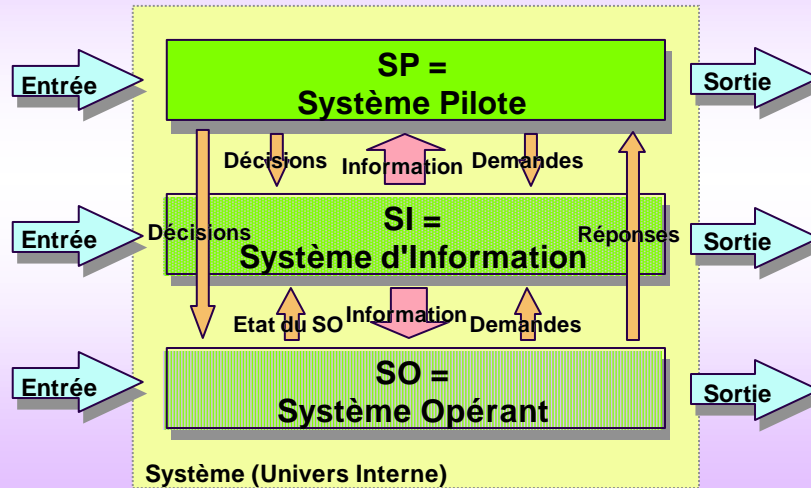 Entrée
SP =
Système Pilote
Sortie
Décisions
Information
Demandes
Entrée
Décisions
SI =
Système d'Information
Réponses
Sortie
Etat du SO
Information
Demandes
Entrée
SO =
Système Opérant
Sortie
Système (Univers Interne)